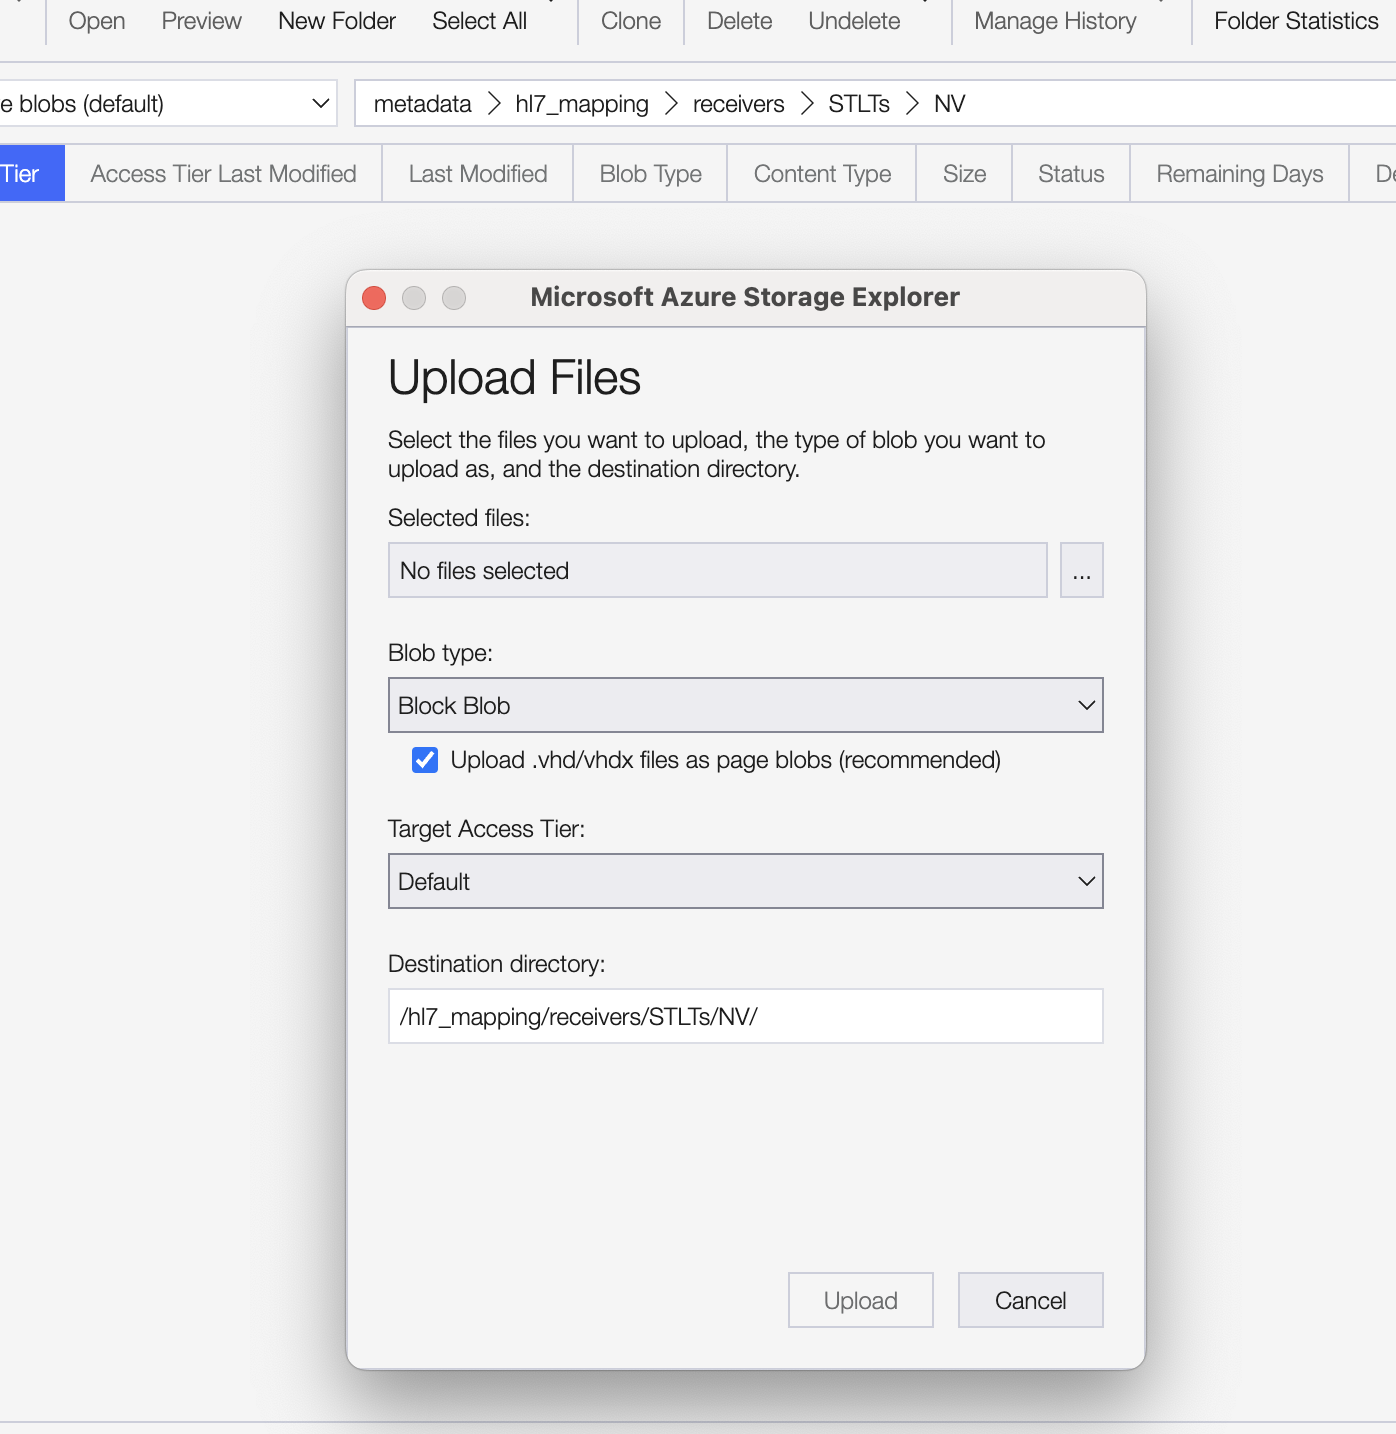 Open Preview New Folder Select All Clone Delete Undelete Manage History Folder Statistics
e blobs (default) metadata hl7_mapping receivers STLTs NV
Tier Access Tier Last Modified Last Modified Blob Type Content Type Size Status Remaining Days De
Microsoft Azure Storage Explorer
Upload Files
Select the files you want to upload, the type of blob you want to
upload as, and the destination directory.
Selected files:
No files selected ...
Blob type:
Block Blob
Upload .vhd/vhdx files as page blobs (recommended)
Target Access Tier:
Default
Destination directory:
/hl7_mapping/receivers/STLTs/NV/
Upload Cancel